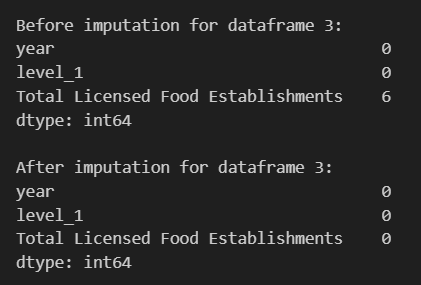 Before imputation for dataframe 3:
year 0
level_1 0
Total Licensed Food Establishments 6
dtype: int64
After imputation for dataframe 3:
year 0
level_1 0
Total Licensed Food Establishments 0
dtype: int64